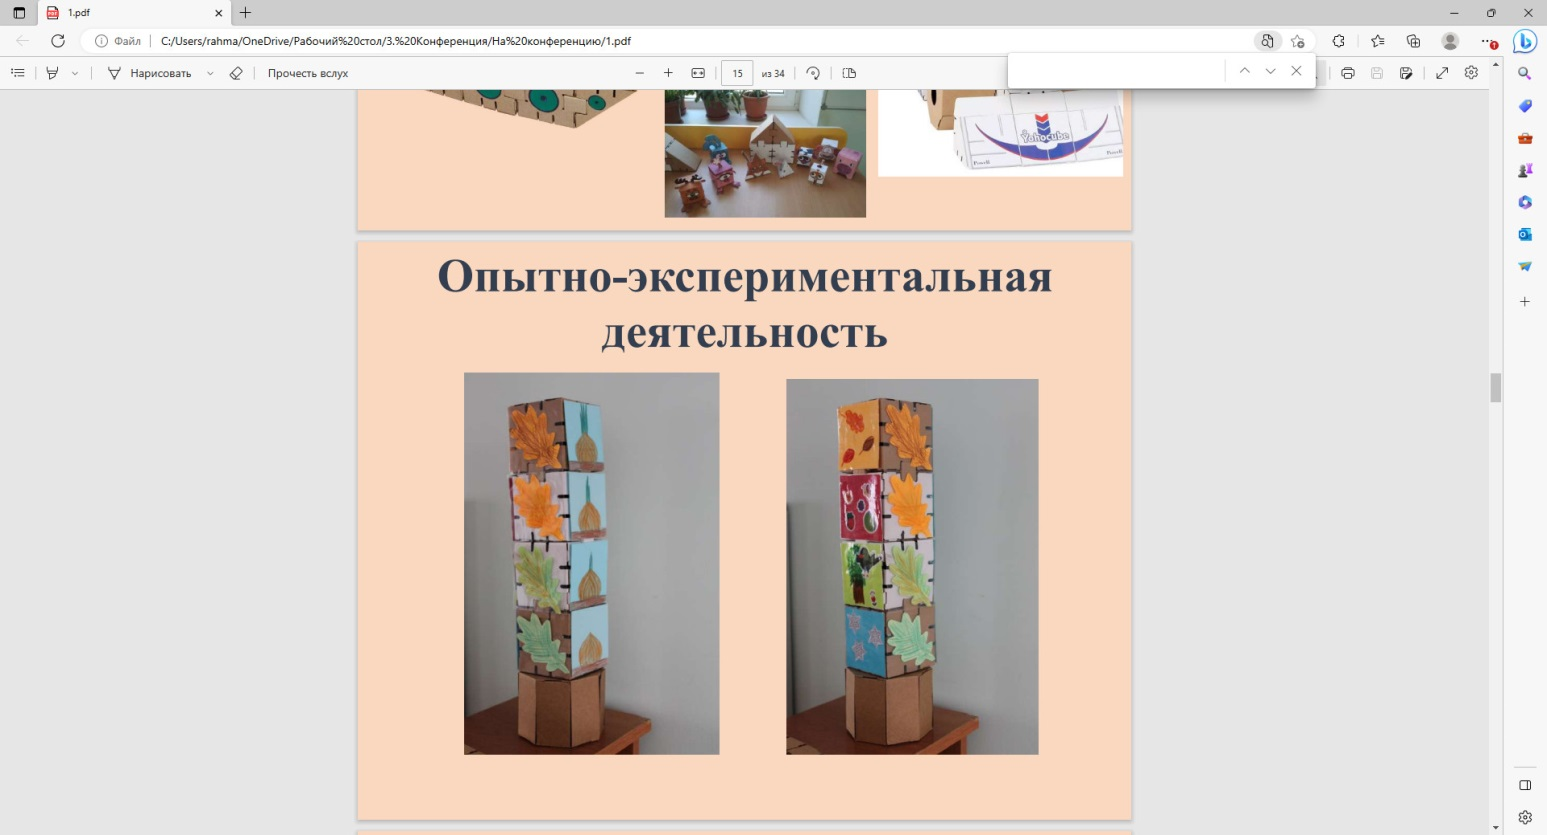 1.pdf
Файл
C:/Users/rahma/OneDrive/Рабочий%20стол/3.%20Конференция/На%20конференцию/1.pdf
Нарисовать
Прочесть вслух
15
из 34
Yohocube
Опытно-экспериментальная
деятельность